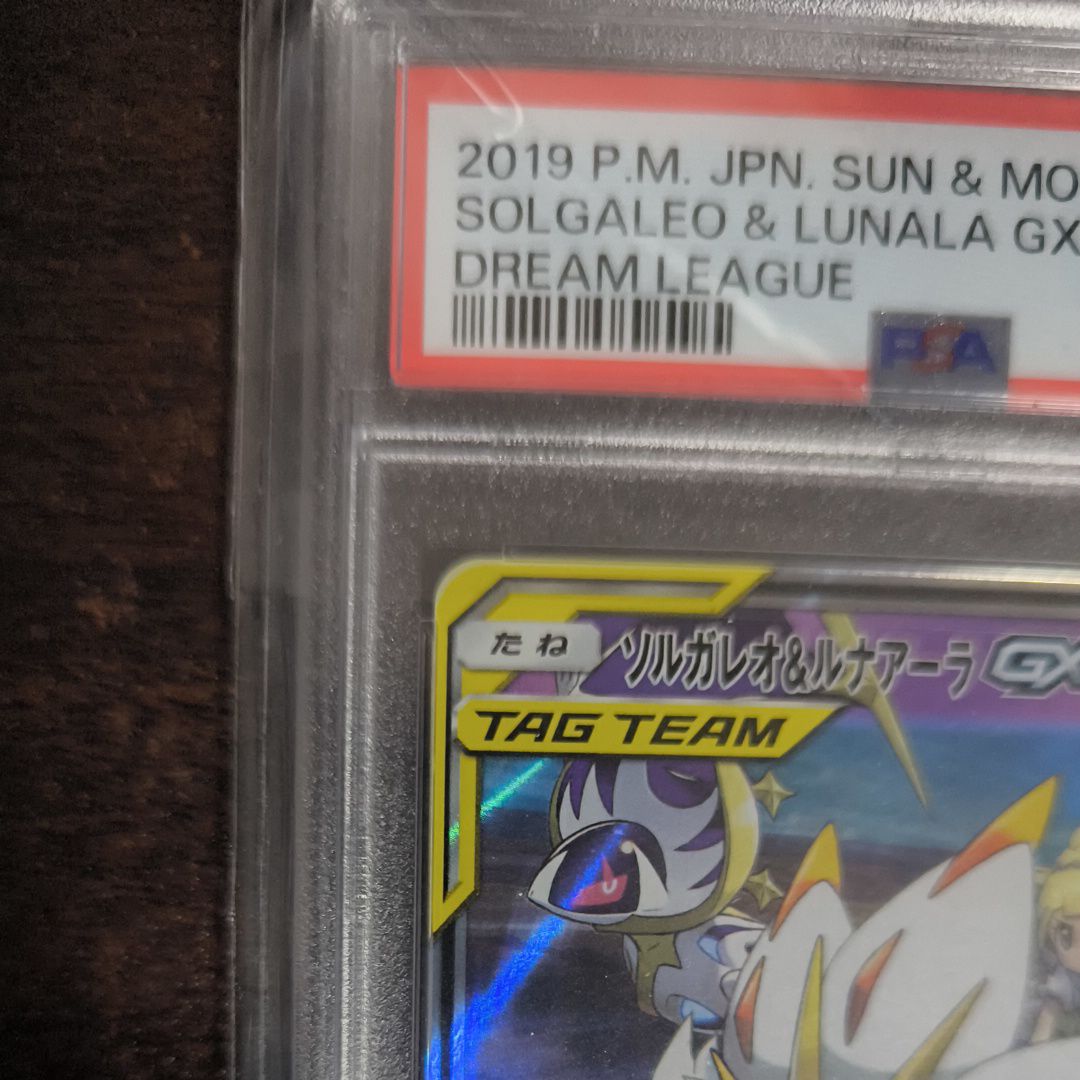 2019 P.M. JPN. SUN & MO
SOLGALEO & LUNALA GX
DREAM LEAGUE
PSA
たね ソルガレオ&ルナアーラ GX
TAG TEAM